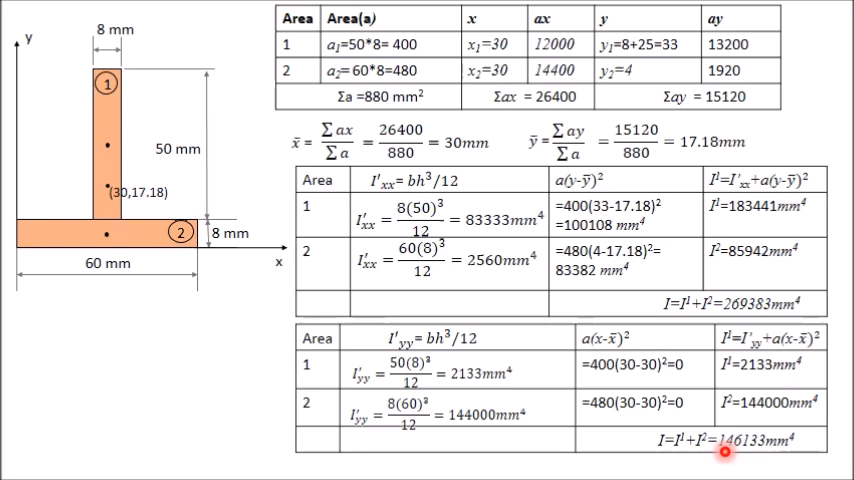 8 mm
y
1
50 mm
(30,17.18)
2
8 mm
60 mm
x
Area Area(a) x ax y ay
1 a₁=50*8= 400 x₁=30 12000 y₁=8+25=33 13200
2 a₂=60*8=480 x₂=30 14400 y₂=4 1920
Σa =880 mm² Σax = 26400 Σay = 15120
x̄ = ∑ax/∑a = 26400/880 = 30mm ȳ = ∑ay/∑a = 15120/880 = 17.18mm
Area I'xx= bh³/12 a(y-ȳ)² I¹=I'xx+a(y-ȳ)²
1 I'xx = 8(50)³/12 = 83333mm⁴ =400(33-17.18)² I¹=183441mm⁴
=100108 mm⁴
2 I'xx = 60(8)³/12 = 2560mm⁴ =480(4-17.18)²= I²=85942mm⁴
83382 mm⁴
I=I¹+I²=269383mm⁴
Area I'yy= bh³/12 a(x-x̄)² I¹=I'yy+a(x-x̄)²
1 I'yy = 50(8)³/12 = 2133mm⁴ =400(30-30)²=0 I¹=2133mm⁴
2 I'yy = 8(60)³/12 = 144000mm⁴ =480(30-30)²=0 I²=144000mm⁴
I=I¹+I²=146133mm⁴